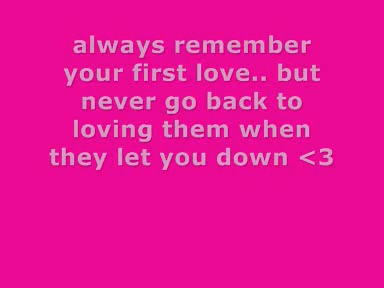 always remember
your first love.. but
never go back to
loving them when
they let you down <3